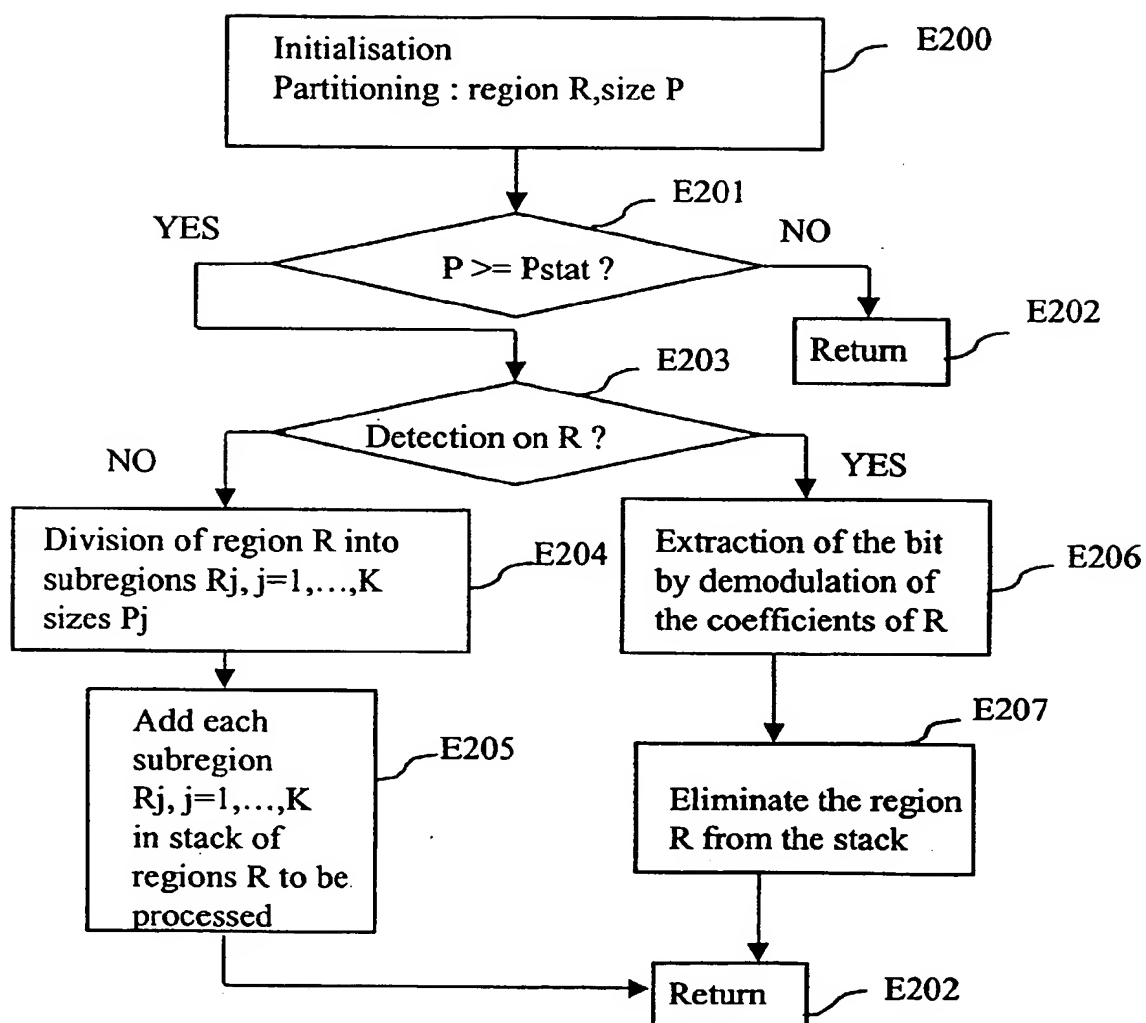 Initialisation
Partitioning : region R,size P
E200
E201
YES
NO
P >= Pstat ?
E202
Return
E203
Detection on R ?
NO
YES
Division of region R into
subregions Rj, j=1,...,K
sizes Pj
E204
Extraction of the bit
by demodulation of
the coefficients of R
E206
Add each
subregion
Rj, j=1,...,K
in stack of
regions R to be
processed
E205
E207
Eliminate the region
R from the stack
Return
E202